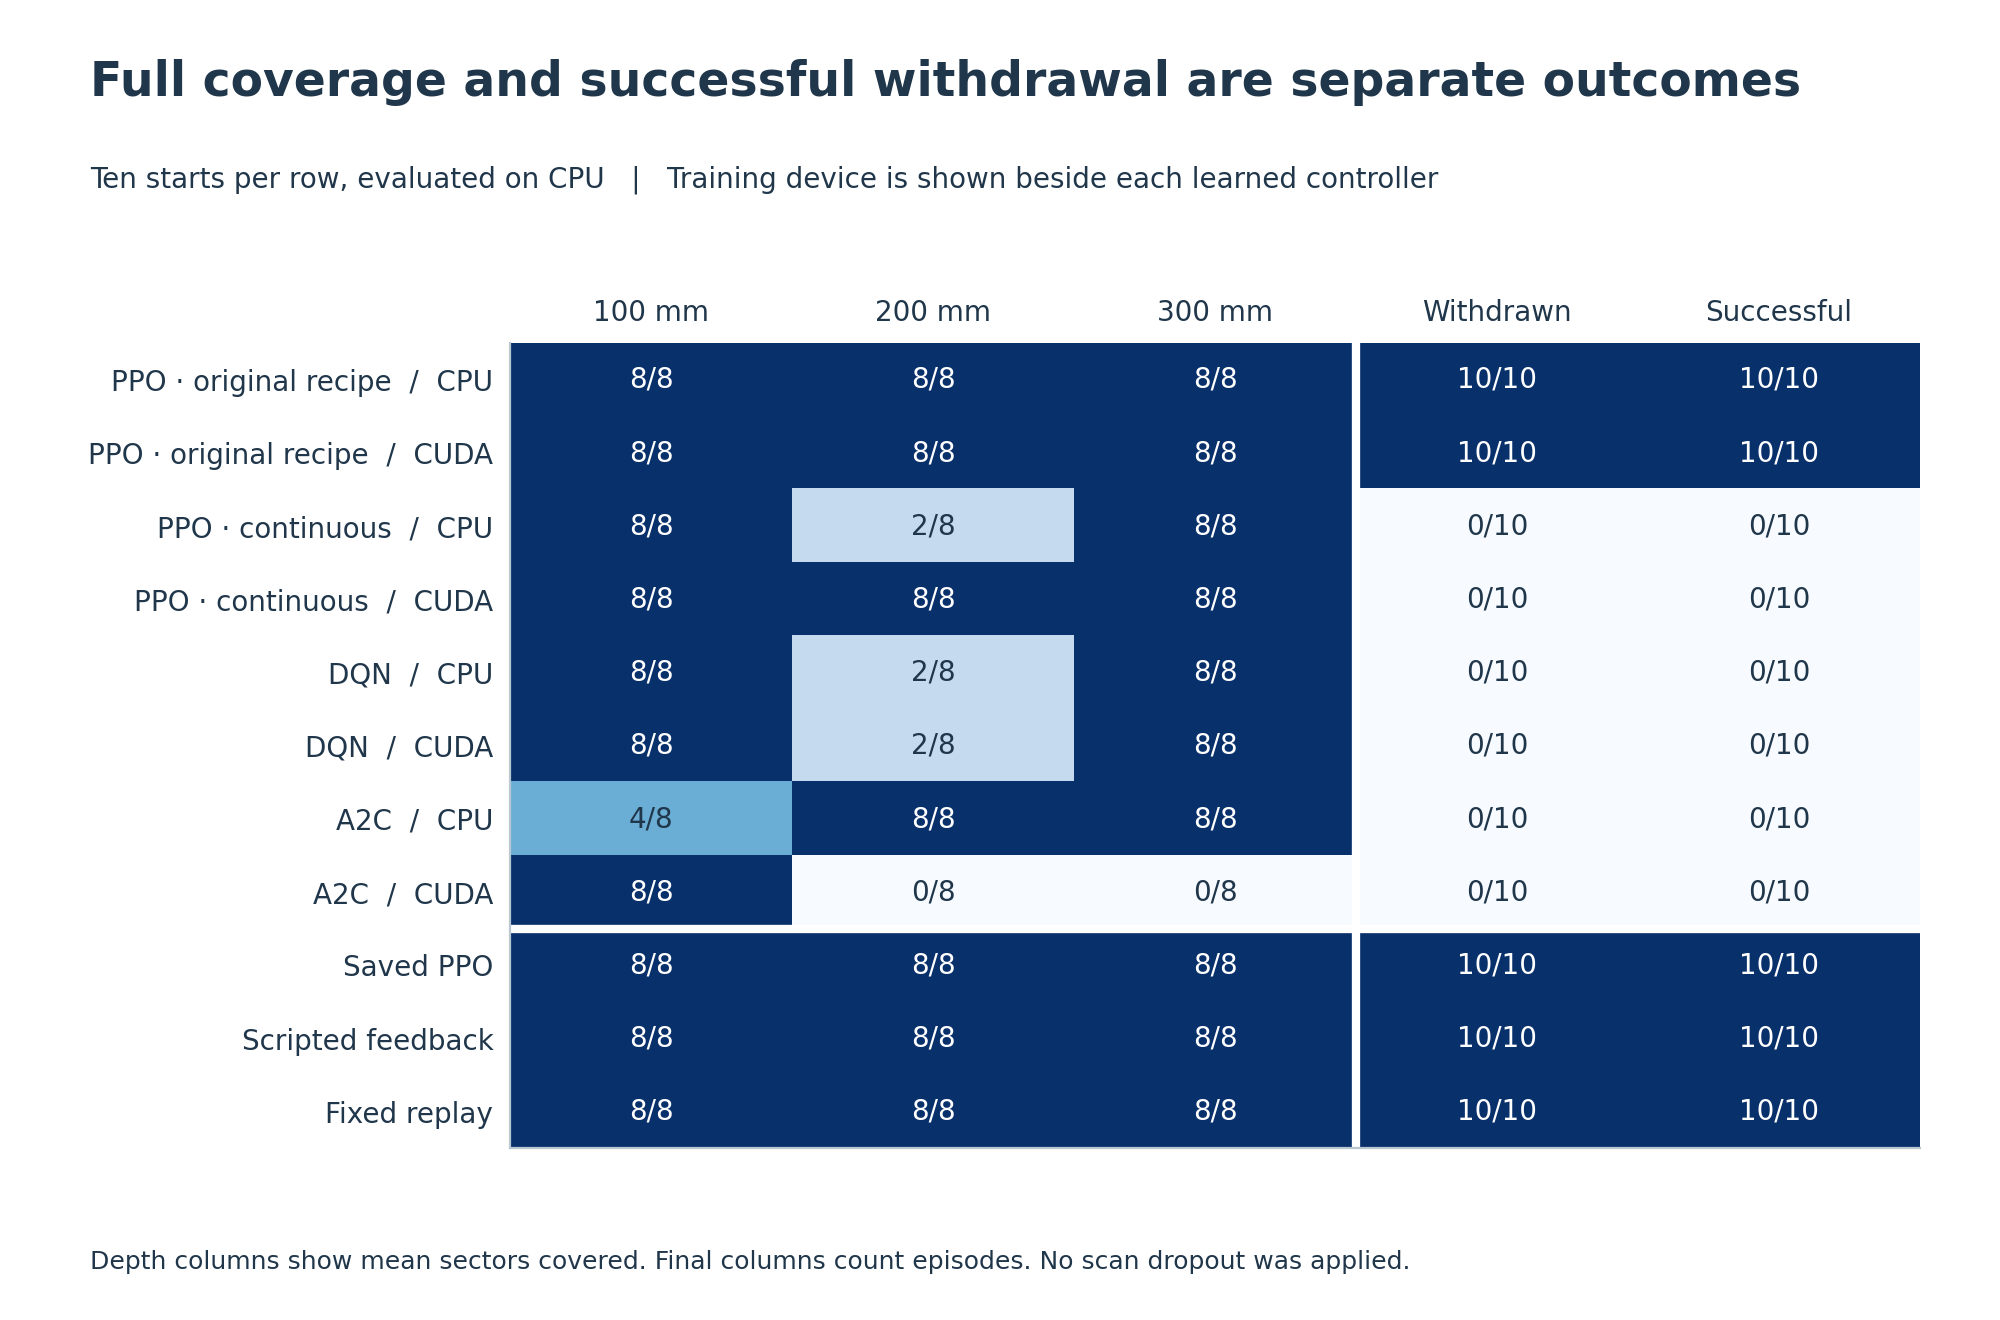 Full coverage and successful withdrawal are separate outcomes
Ten starts per row, evaluated on CPU | Training device is shown beside each learned controller
100 mm 200 mm 300 mm Withdrawn Successful
PPO · original recipe / CPU 8/8 8/8 8/8 10/10 10/10
PPO · original recipe / CUDA 8/8 8/8 8/8 10/10 10/10
PPO · continuous / CPU 8/8 2/8 8/8 0/10 0/10
PPO · continuous / CUDA 8/8 8/8 8/8 0/10 0/10
DQN / CPU 8/8 2/8 8/8 0/10 0/10
DQN / CUDA 8/8 2/8 8/8 0/10 0/10
A2C / CPU 4/8 8/8 8/8 0/10 0/10
A2C / CUDA 8/8 0/8 0/8 0/10 0/10
Saved PPO 8/8 8/8 8/8 10/10 10/10
Scripted feedback 8/8 8/8 8/8 10/10 10/10
Fixed replay 8/8 8/8 8/8 10/10 10/10
Depth columns show mean sectors covered. Final columns count episodes. No scan dropout was applied.